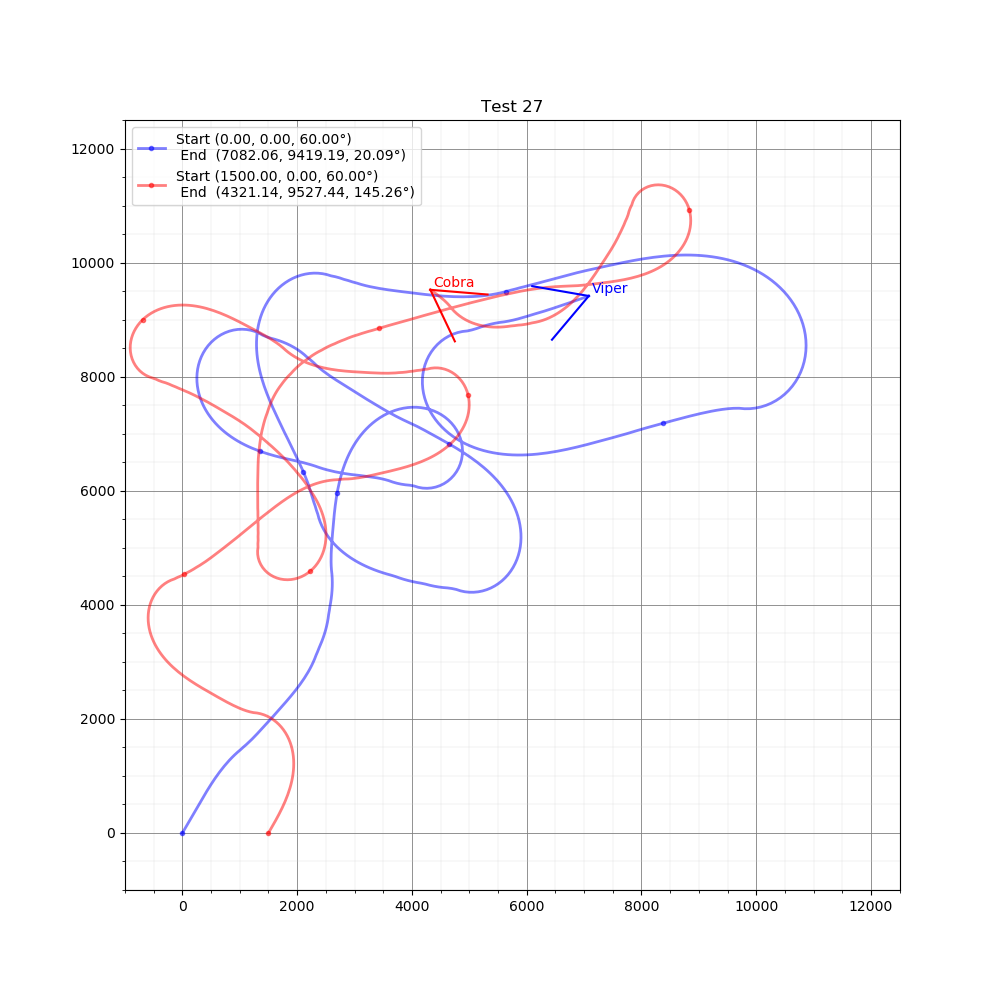 Test 27
Start (0.00, 0.00, 60.00°)
End (7082.06, 9419.19, 20.09°)
Start (1500.00, 0.00, 60.00°)
End (4321.14, 9527.44, 145.26°)
12000
10000
8000
6000
4000
2000
0
Cobra
Viper
0 2000 4000 6000 8000 10000 12000